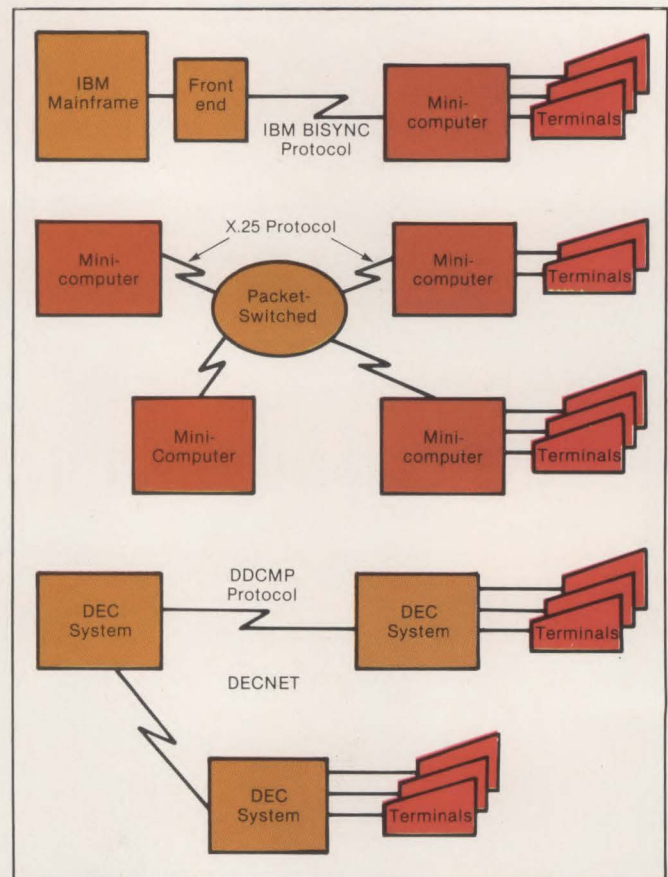 IBM
Mainframe
Front
end
IBM BISYNC
Protocol
Mini-
computer
Terminals
X.25 Protocol
Mini-
computer
Packet-
Switched
Mini-
computer
Terminals
Mini-
Computer
Mini-
computer
Terminals
DEC
System
DDCMP
Protocol
DEC
System
Terminals
DECNET
DEC
System
Terminals